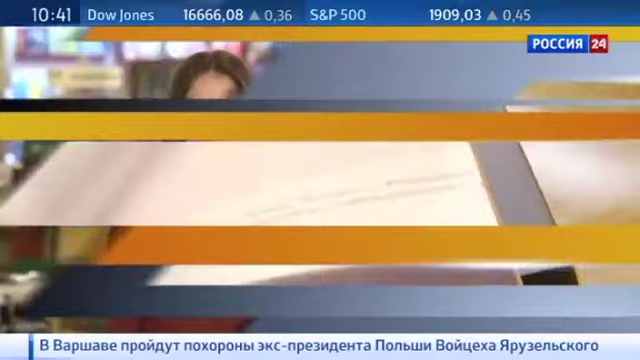 10:41 Dow Jones 16666,08 ▲ 0,36 S&P 500 1909,03 ▲ 0,45
РОССИЯ 24
В Варшаве пройдут похороны экс-президента Польши Войцеха Ярузельского